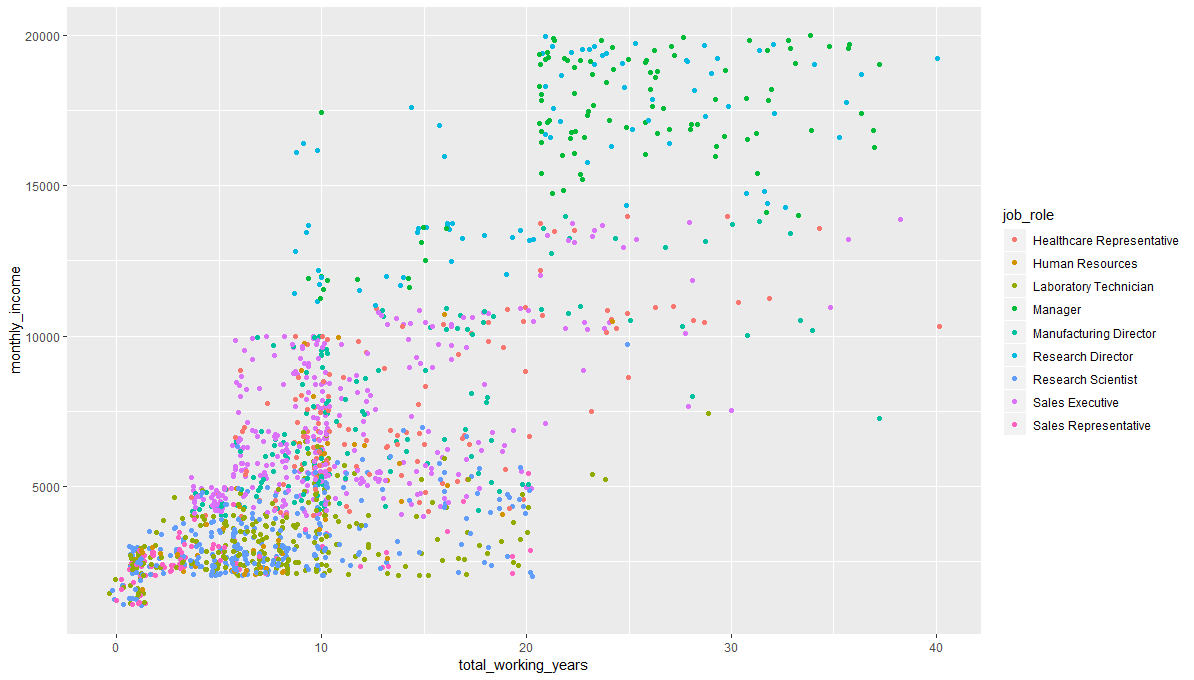 20000
15000
10000
5000
monthly_income
0
10
20
30
40
total_working_years
job_role
Healthcare Representative
Human Resources
Laboratory Technician
Manager
Manufacturing Director
Research Director
Research Scientist
Sales Executive
Sales Representative